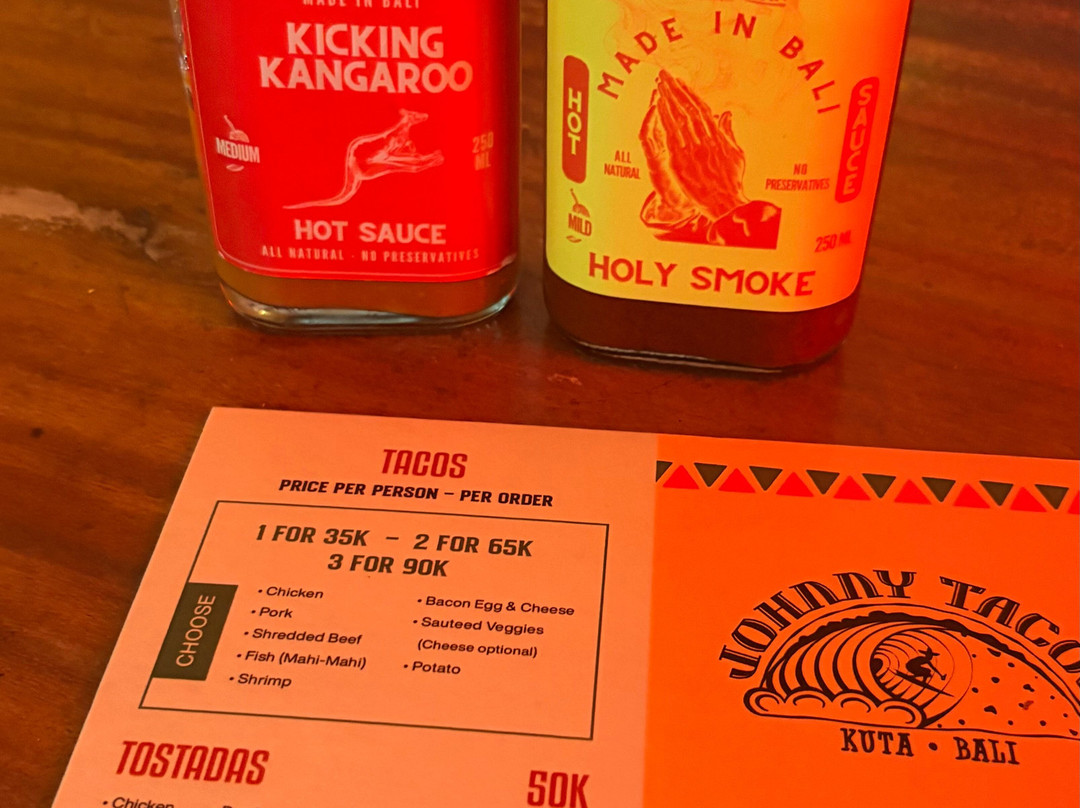 MADE IN BALI
KICKING
KANGAROO
MEDIUM
250
ML
HOT SAUCE
ALL NATURAL - NO PRESERVATIVES
MADE IN BALI
HOT
SAUCE
ALL
NATURAL
NO
PRESERVATIVES
MILD
250 ML
HOLY SMOKE
TACOS
PRICE PER PERSON – PER ORDER
1 FOR 35K – 2 FOR 65K
3 FOR 90K
CHOOSE
• Chicken
• Pork
• Shredded Beef
• Fish (Mahi-Mahi)
• Shrimp
• Bacon Egg & Cheese
• Sauteed Veggies
(Cheese optional)
• Potato
TOSTADAS
50K
• Chicken
JOHNNY TACOS
KUTA • BALI